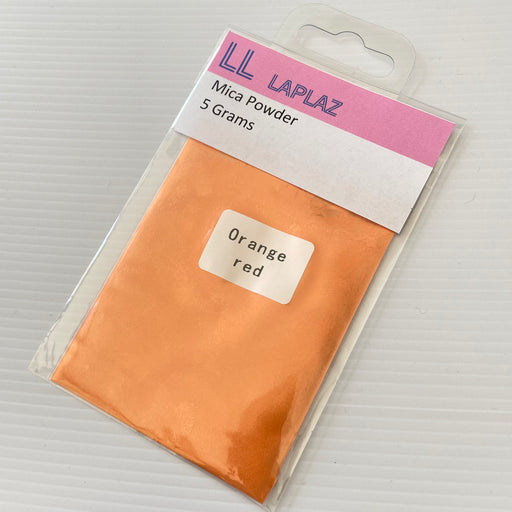 LL LAPLAZ
Mica Powder
5 Grams
Orange
red